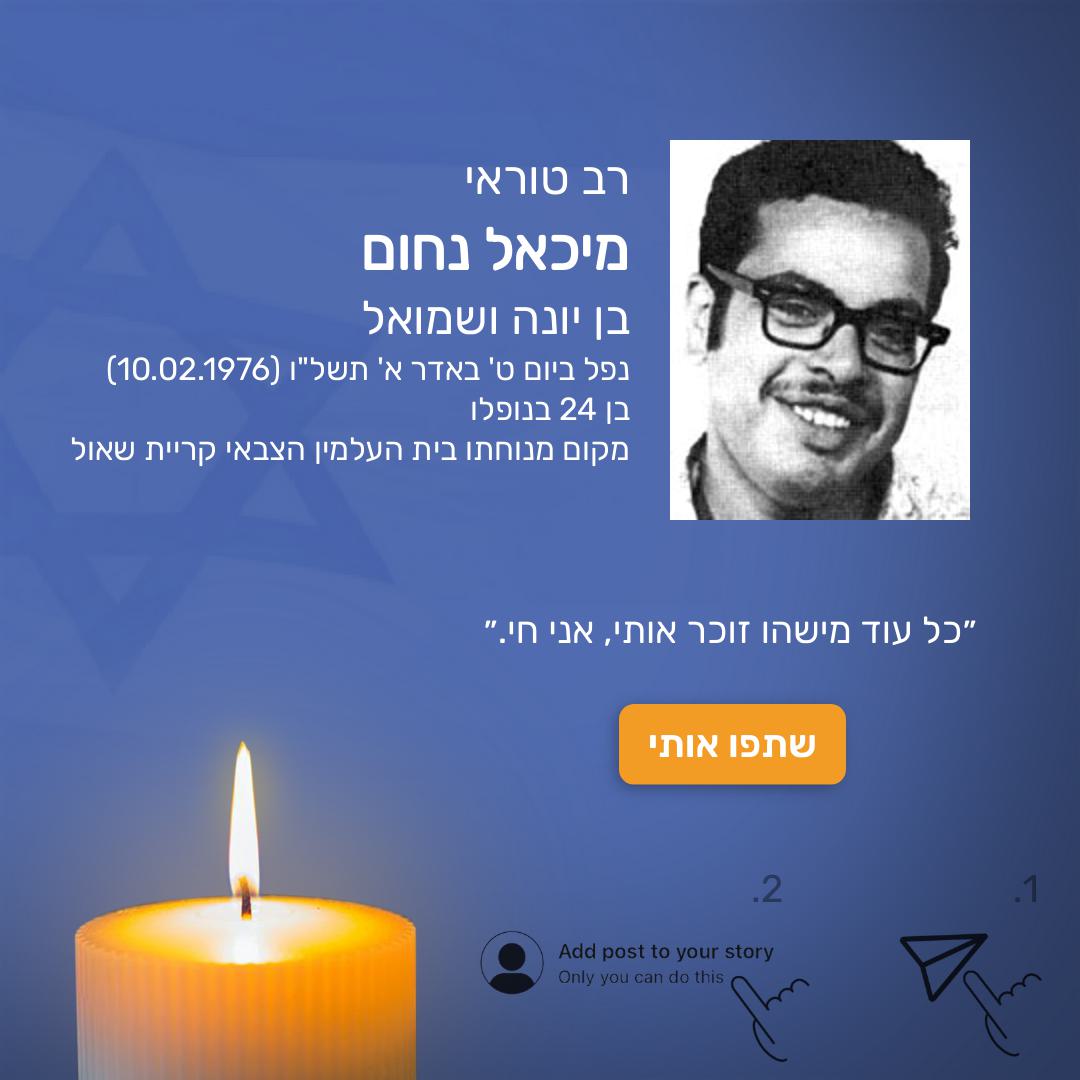 רב טוראי
מיכאל נחום
בן יונה ושמואל
נפל ביום ט' באדר א' תשל"ו (10.02.1976)
בן 24 בנופלו
מקום מנוחתו בית העלמין הצבאי קריית שאול
״כל עוד מישהו זוכר אותי, אני חי.״
שתפו אותי
1.
2.
Add post to your story
Only you can do this